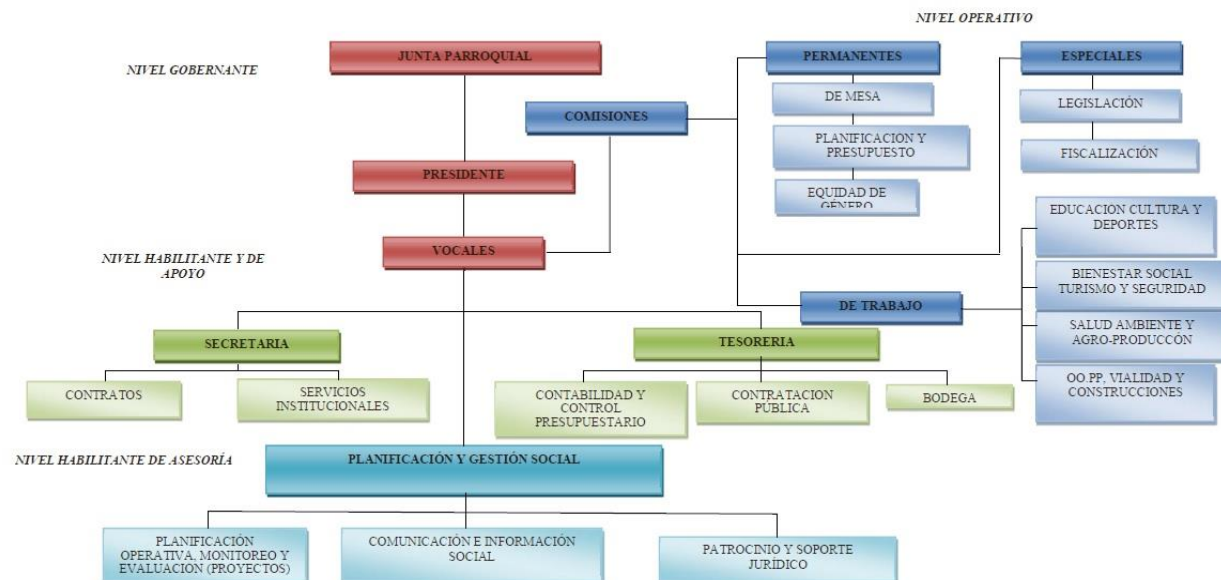 NIVEL OPERATIVO
NIVEL GOBERNANTE
JUNTA PARROQUIAL
PERMANENTES
ESPECIALES
COMISIONES
DE MESA
LEGISLACIÓN
PLANIFICACION Y
PRESUPUESTO
FISCALIZACIÓN
PRESIDENTE
EQUIDAD DE
GÉNERO
VOCALES
EDUCACION CULTURA Y
DEPORTES
NIVEL HABILITANTE Y DE
APOYO
BIENESTAR SOCIAL
TURISMO Y SEGURIDAD
DE TRABAJO
SECRETARIA
TESORERIA
SALUD AMBIENTE Y
AGRO-PRODUCCÓN
CONTRATOS
SERVICIOS
INSTITUCIONALES
CONTABILIDAD Y
CONTROL
PRESUPUESTARIO
CONTRATACION
PÚBLICA
BODEGA
OO.PP, VIALIDAD Y
CONSTRUCCIONES
NIVEL HABILITANTE DE ASESORÍA
PLANIFICACIÓN Y GESTIÓN SOCIAL
PLANIFICACIÓN
OPERATIVA, MONITOREO Y
EVALUACION (PROYECTOS)
COMUNICACIÓN E INFORMACIÓN
SOCIAL
PATROCINIO Y SOPORTE
JURÍDICO